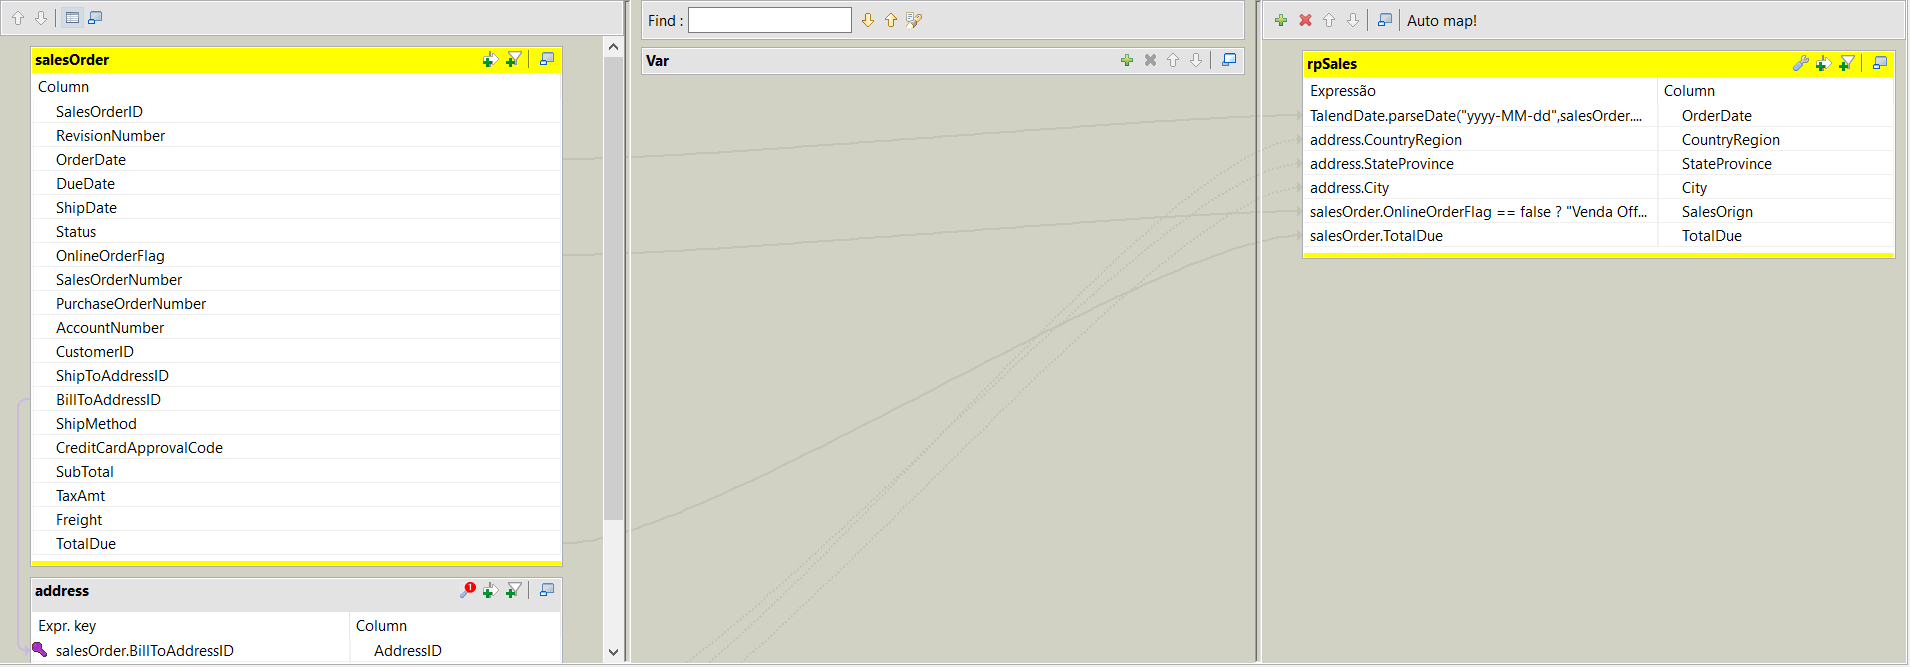 salesOrder
Column
SalesOrderID
RevisionNumber
OrderDate
DueDate
ShipDate
Status
OnlineOrderFlag
SalesOrderNumber
PurchaseOrderNumber
AccountNumber
CustomerID
ShipToAddressID
BillToAddressID
ShipMethod
CreditCardApprovalCode
SubTotal
TaxAmt
Freight
TotalDue
address
1
Expr. key Column
salesOrder.BillToAddressID AddressID
Find :
Var
Auto map!
rpSales
Expressão Column
TalendDate.parseDate("yyyy-MM-dd",salesOrder.... OrderDate
address.CountryRegion CountryRegion
address.StateProvince StateProvince
address.City City
salesOrder.OnlineOrderFlag == false ? "Venda Off... SalesOrign
salesOrder.TotalDue TotalDue